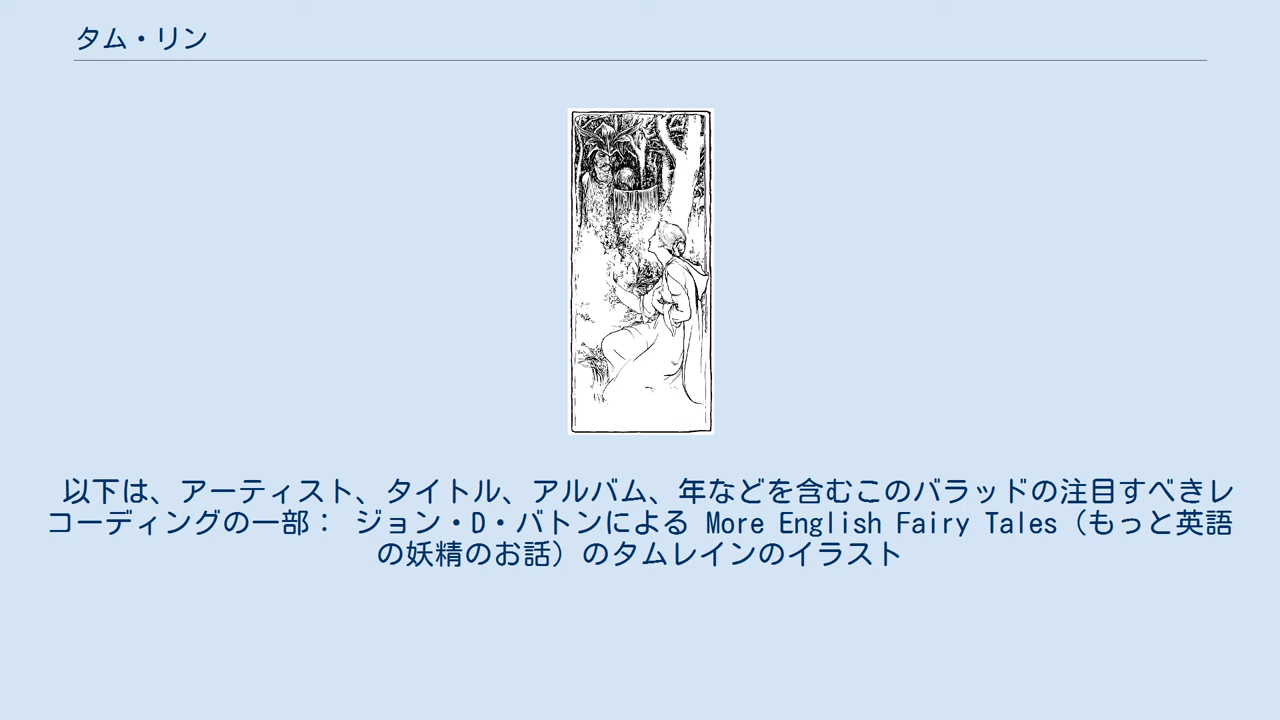 タム・リン
以下は、アーティスト、タイトル、アルバム、年などを含むこのバラッドの注目すべきレ
コーディングの一部： ジョン・D・バトンによる More English Fairy Tales（もっと英語
の妖精のお話）のタムレインのイラスト